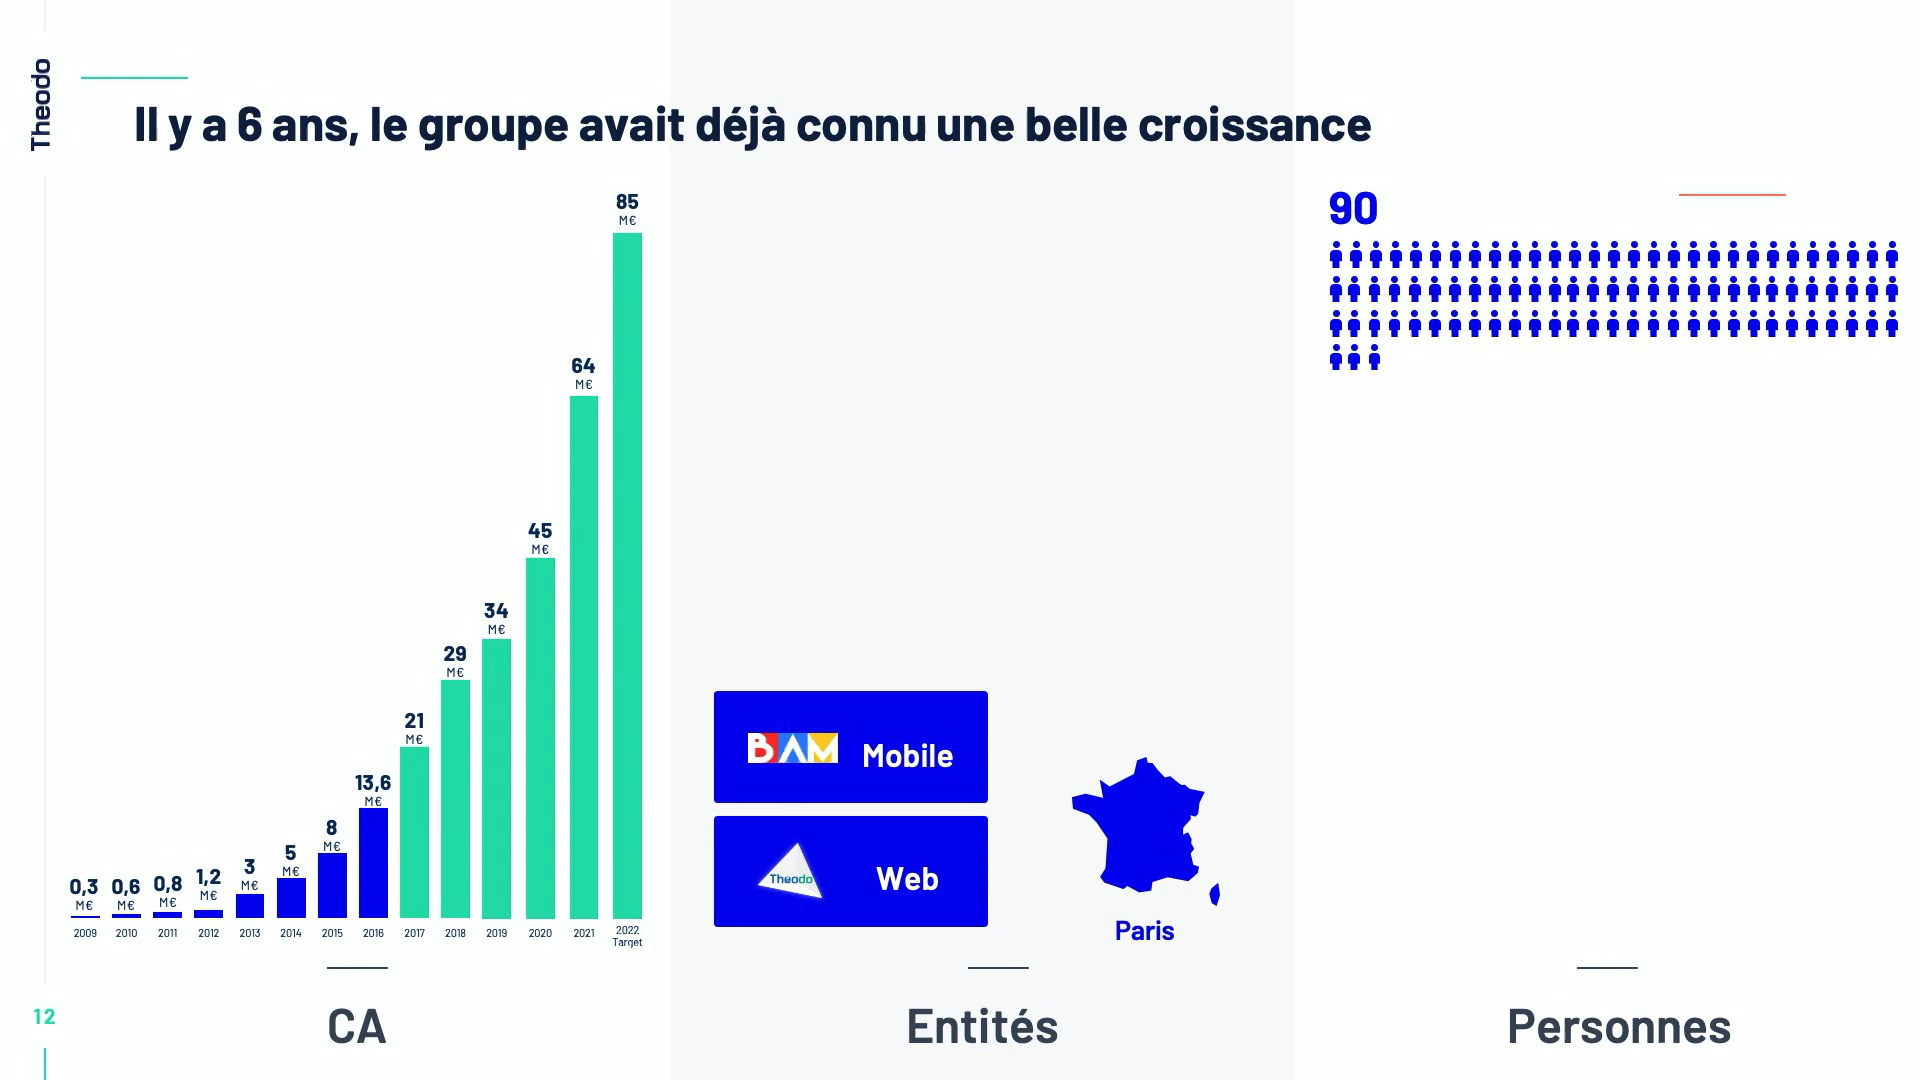 Theodo
Il y a 6 ans, le groupe avait déjà connu une belle croissance
0,3
M€
2009
0,6
M€
2010
0,8
M€
2011
1,2
M€
2012
3
M€
2013
5
M€
2014
8
M€
2015
13,6
M€
2016
21
M€
2017
29
M€
2018
34
M€
2019
45
M€
2020
64
M€
2021
85
M€
2022
Target
CA
BAM Mobile
Theodo Web
Paris
Entités
90
Personnes
12